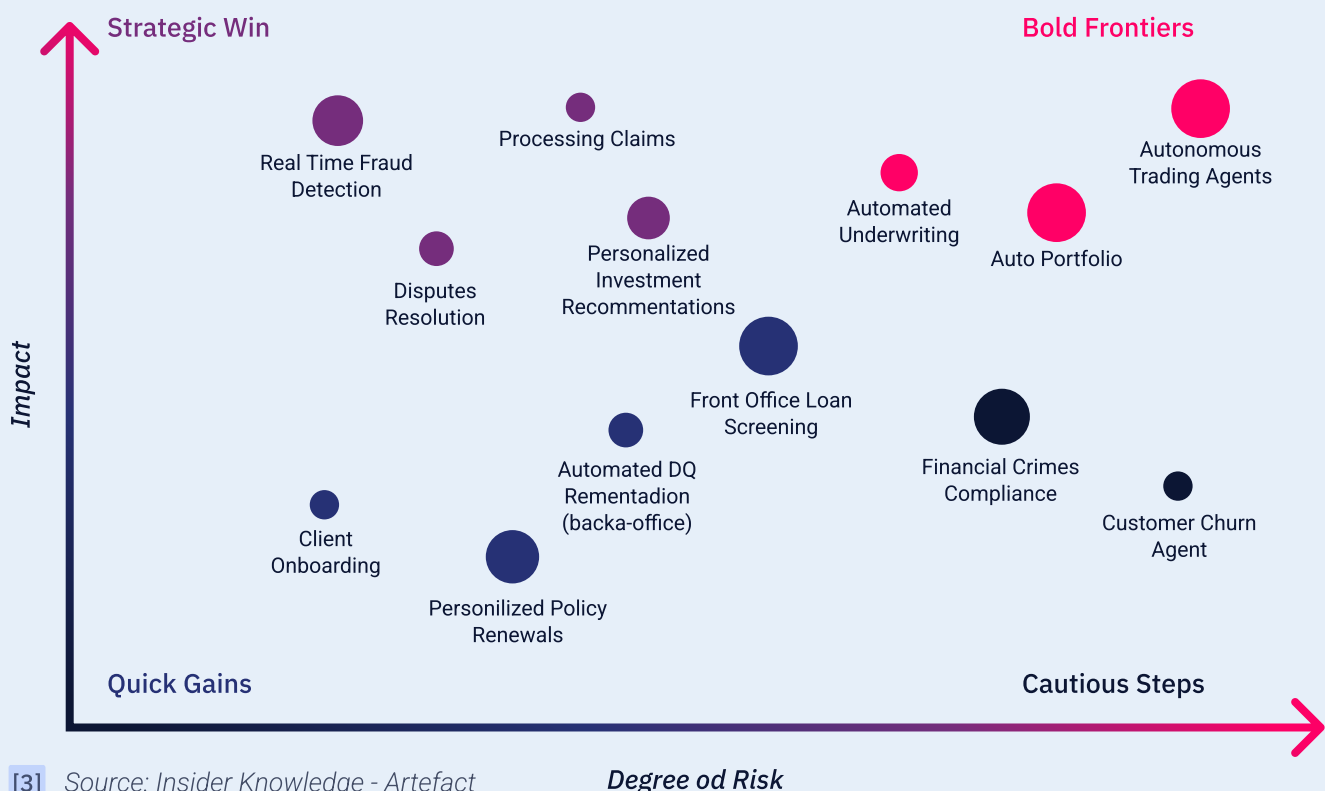 Strategic Win
Bold Frontiers
Real Time Fraud
Detection
Processing Claims
Autonomous
Trading Agents
Automated
Underwriting
Auto Portfolio
Personalized
Investment
Recommentations
Disputes
Resolution
Impact
Front Office Loan
Screening
Financial Crimes
Compliance
Automated DQ
Rementadion
(backa-office)
Customer Churn
Agent
Client
Onboarding
Personilized Policy
Renewals
Quick Gains
Cautious Steps
[3] Source: Insider Knowledge - Artefact
Degree od Risk